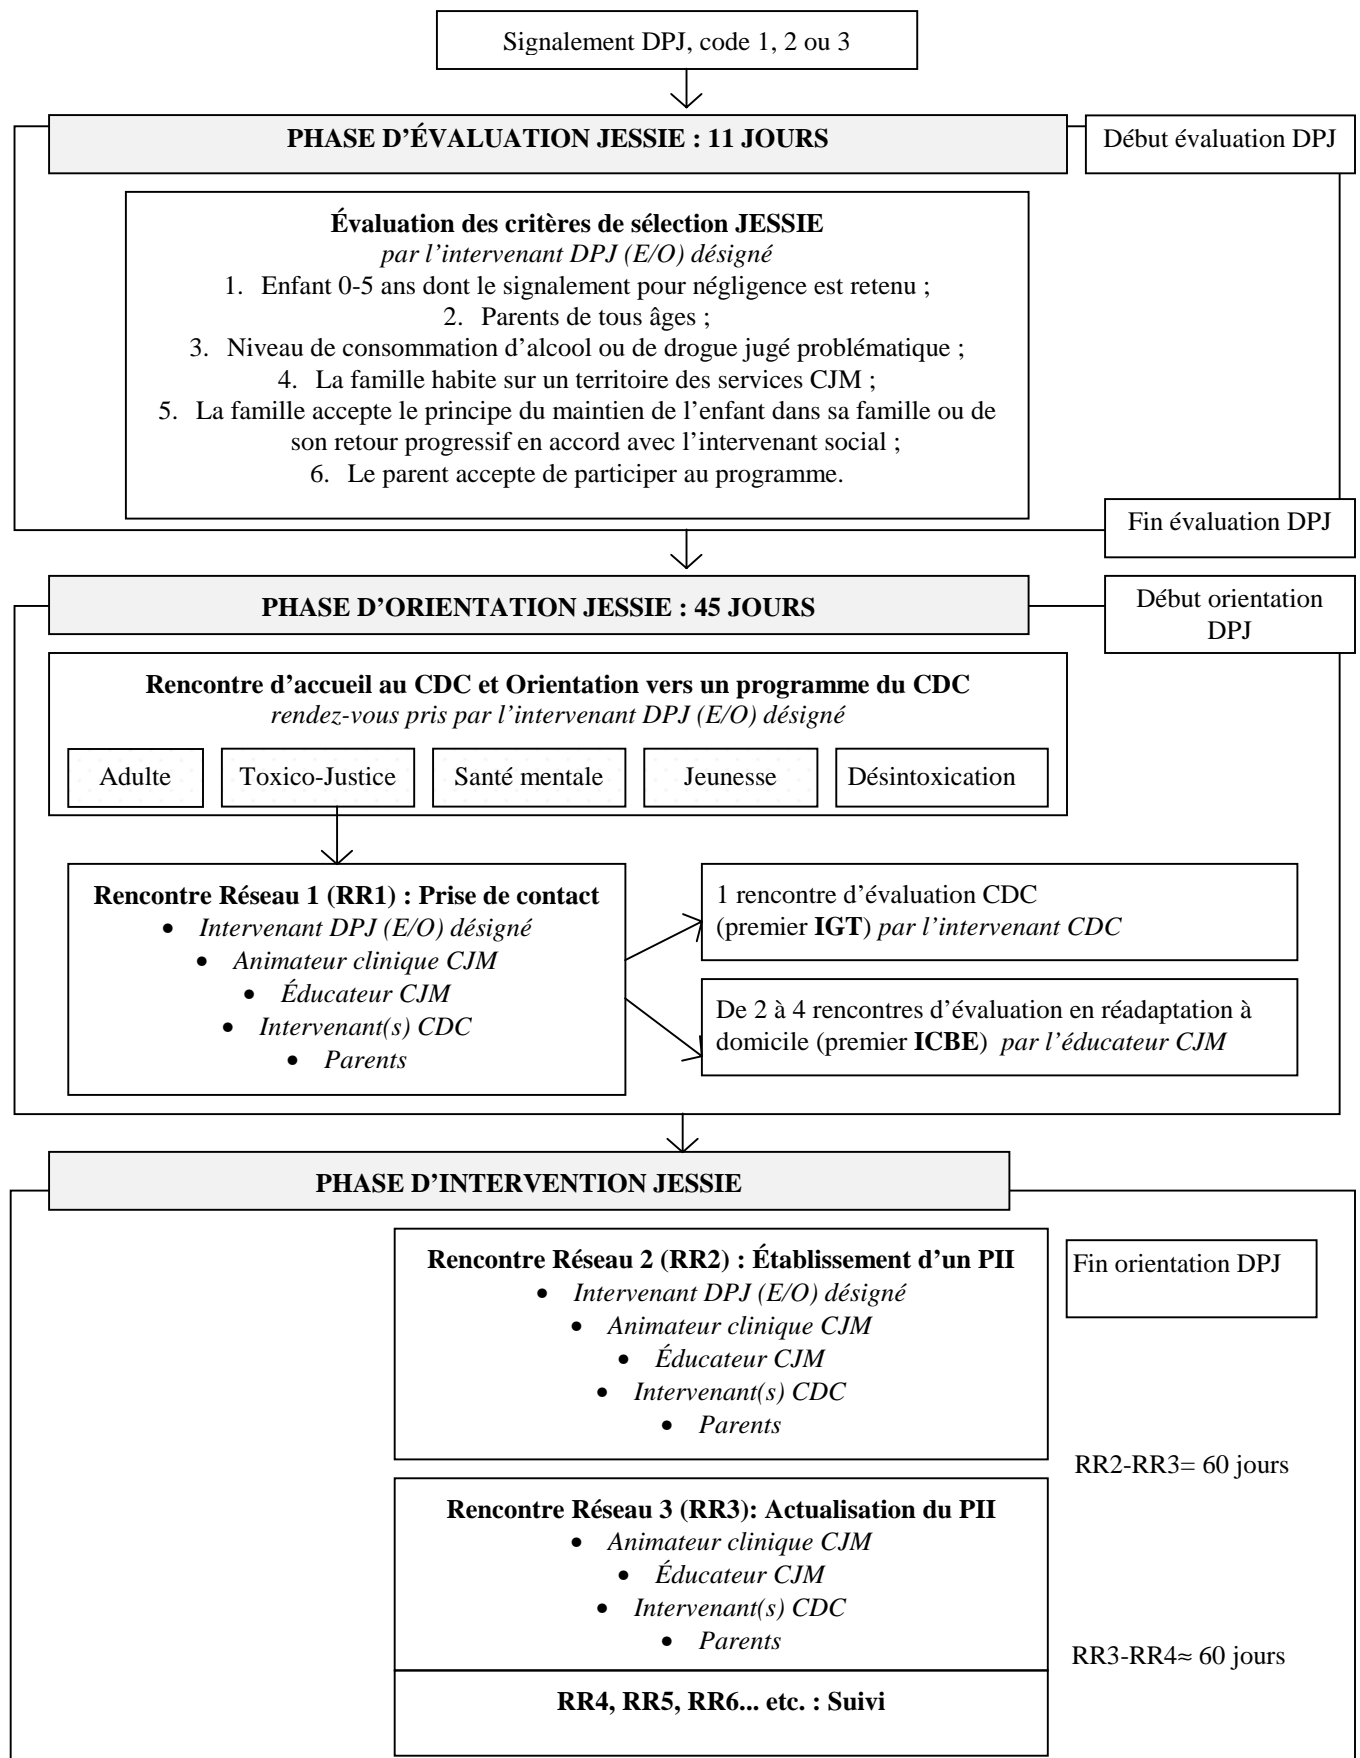 Signalement DPJ, code 1, 2 ou 3
PHASE D'ÉVALUATION JESSIE : 11 JOURS
Début évaluation DPJ
Évaluation des critères de sélection JESSIE
par l'intervenant DPJ (E/O) désigné
1. Enfant 0-5 ans dont le signalement pour négligence est retenu ;
2. Parents de tous âges ;
3. Niveau de consommation d'alcool ou de drogue jugé problématique ;
4. La famille habite sur un territoire des services CJM ;
5. La famille accepte le principe du maintien de l'enfant dans sa famille ou de
son retour progressif en accord avec l'intervenant social ;
6. Le parent accepte de participer au programme.
Fin évaluation DPJ
PHASE D'ORIENTATION JESSIE : 45 JOURS
Début orientation
DPJ
Rencontre d'accueil au CDC et Orientation vers un programme du CDC
rendez-vous pris par l'intervenant DPJ (E/O) désigné
Adulte
Toxico-Justice
Santé mentale
Jeunesse
Désintoxication
Rencontre Réseau 1 (RR1) : Prise de contact
• Intervenant DPJ (E/O) désigné
• Animateur clinique CJM
• Éducateur CJM
• Intervenant(s) CDC
• Parents
1 rencontre d'évaluation CDC
(premier IGT) par l'intervenant CDC
De 2 à 4 rencontres d'évaluation en réadaptation à
domicile (premier ICBE) par l'éducateur CJM
PHASE D'INTERVENTION JESSIE
Rencontre Réseau 2 (RR2) : Établissement d'un PII
• Intervenant DPJ (E/O) désigné
• Animateur clinique CJM
• Éducateur CJM
• Intervenant(s) CDC
• Parents
Fin orientation DPJ
RR2-RR3= 60 jours
Rencontre Réseau 3 (RR3): Actualisation du PII
• Animateur clinique CJM
• Éducateur CJM
• Intervenant(s) CDC
• Parents
RR3-RR4≈ 60 jours
RR4, RR5, RR6... etc. : Suivi